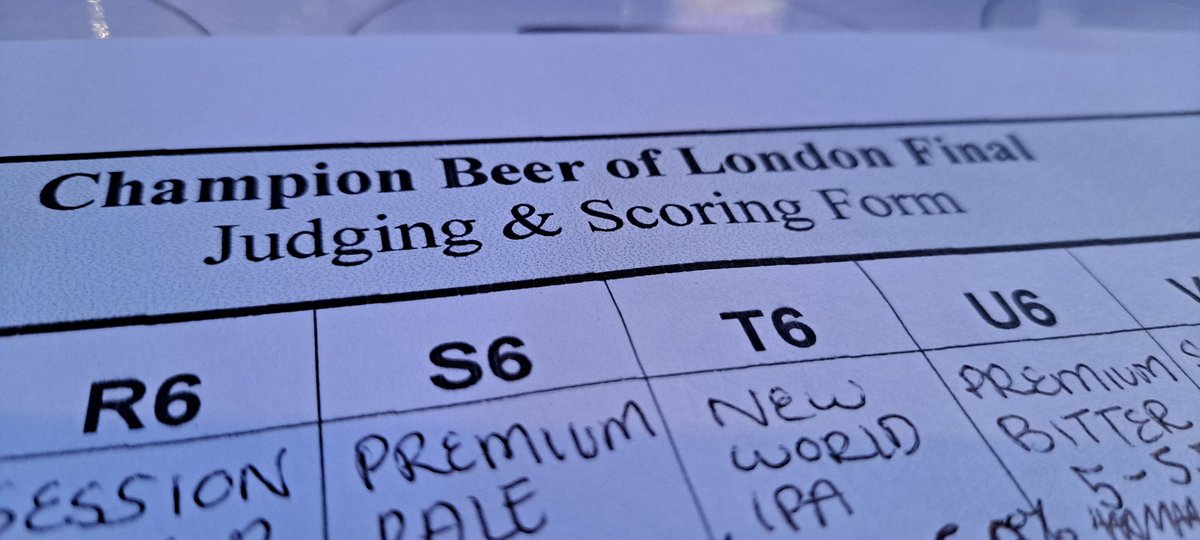 Champion Beer of London Final
Judging & Scoring Form
R6 S6 T6 U6
SESSION
PREMIUM
PALE
NEW
WORLD
IPA
PREMIUM
BITTER